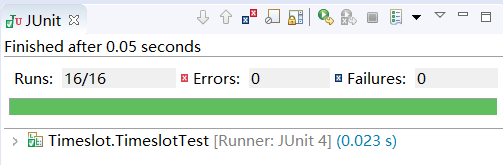 JUnit
Finished after 0.05 seconds
Runs: 16/16 Errors: 0 Failures: 0
Timeslot.TimeslotTest [Runner: JUnit 4] (0.023 s)